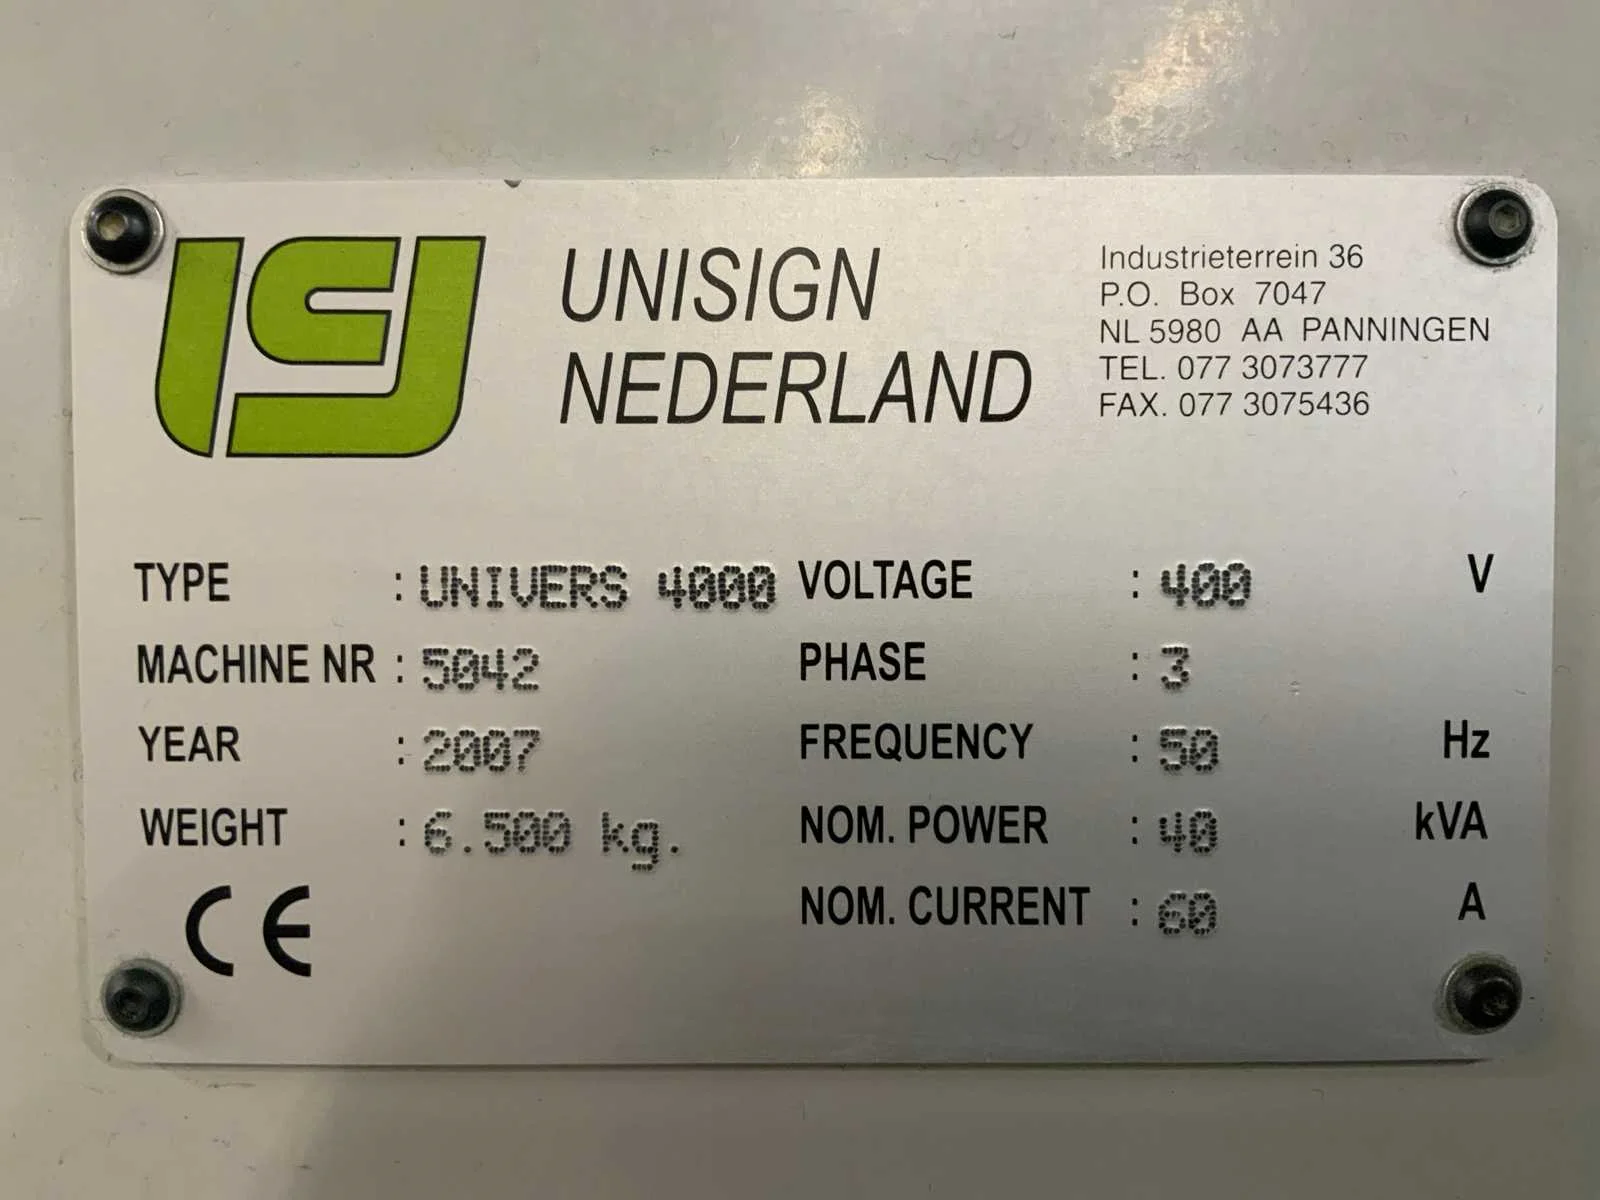 UNISIGN
NEDERLAND
Industrieterrein 36
P.O. Box 7047
NL 5980 AA PANNINGEN
TEL. 077 3073777
FAX. 077 3075436
TYPE : UNIVERS 4000
MACHINE NR : 5042
YEAR : 2007
WEIGHT : 6.500 kg.
CE
VOLTAGE : 400 V
PHASE : 3
FREQUENCY : 50 Hz
NOM. POWER : 40 kVA
NOM. CURRENT : 60 A